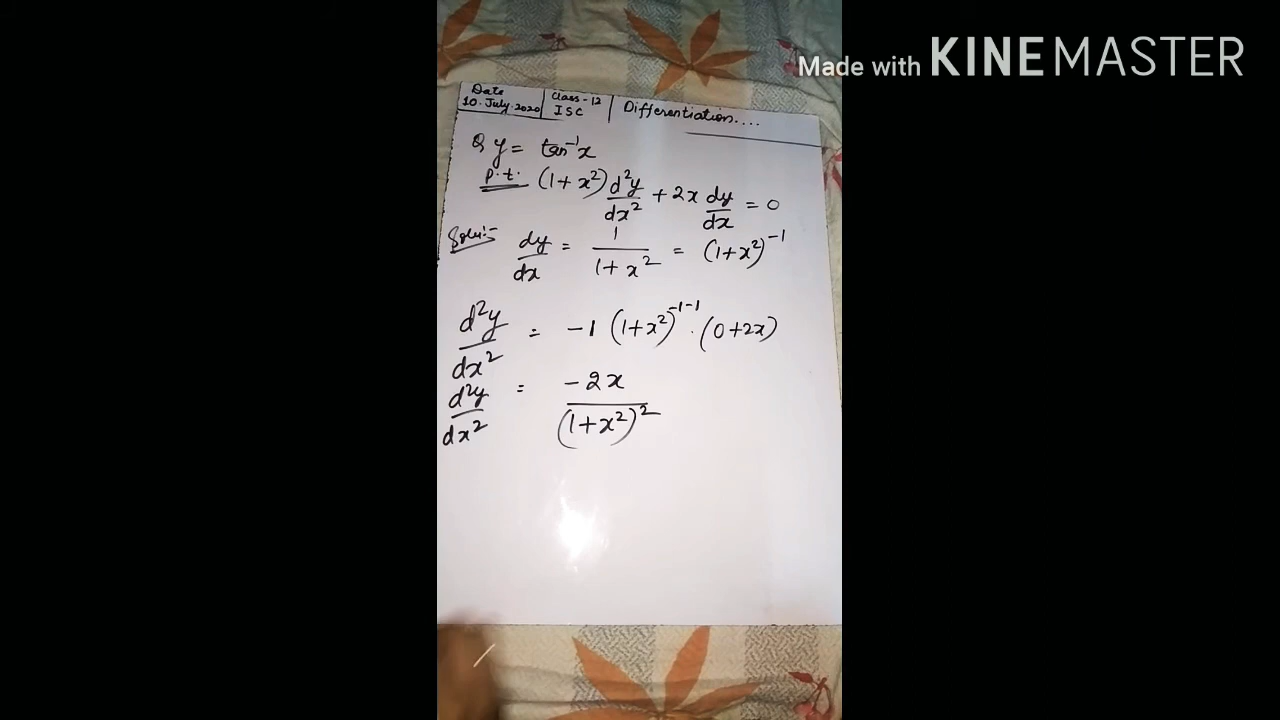 Made with KINEMASTER
Date 10.July.2020 | Class-12 ISC | Differentiation....
Q y = tan⁻¹x
P.t. (1+x²) d²y/dx² + 2x dy/dx = 0
Solu:- dy/dx = 1/(1+x²) = (1+x²)⁻¹
d²y/dx² = -1 (1+x²)⁻¹⁻¹ . (0+2x)
d²y/dx² = -2x/(1+x²)²